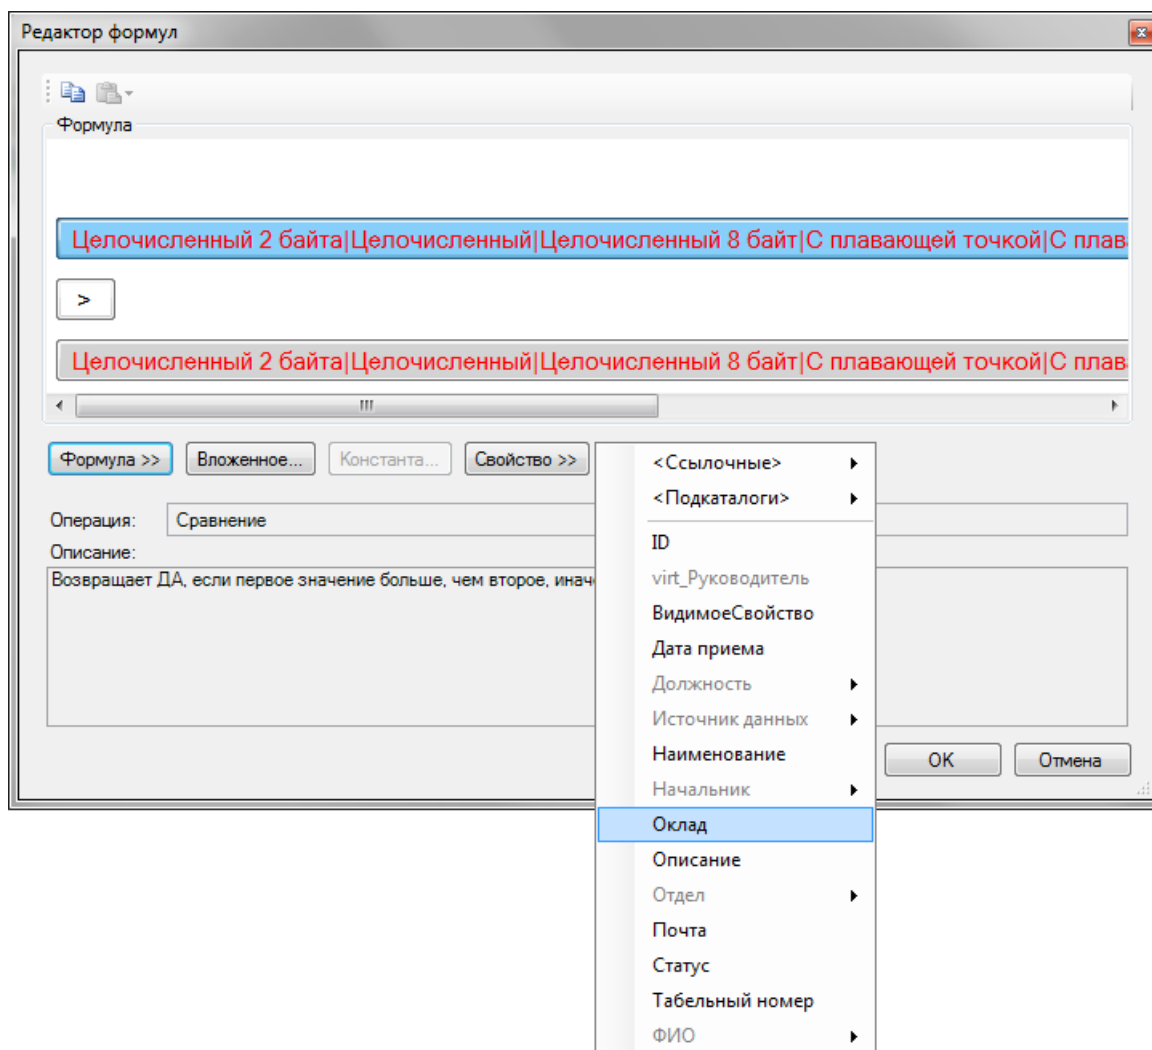 Редактор формул
Формула
Целочисленный 2 байта|Целочисленный|Целочисленный 8 байт|С плавающей точкой|С плав
>
Целочисленный 2 байта|Целочисленный|Целочисленный 8 байт|С плавающей точкой|С плав
Формула >> Вложенное... Константа... Свойство >>
Операция: Сравнение
Описание:
Возвращает ДА, если первое значение больше, чем второе, инач
<Ссылочные>
<Подкаталоги>
ID
virt_Руководитель
ВидимоеСвойство
Дата приема
Должность
Источник данных
Наименование
Начальник
Оклад
Описание
Отдел
Почта
Статус
Табельный номер
ФИО
OK Отмена